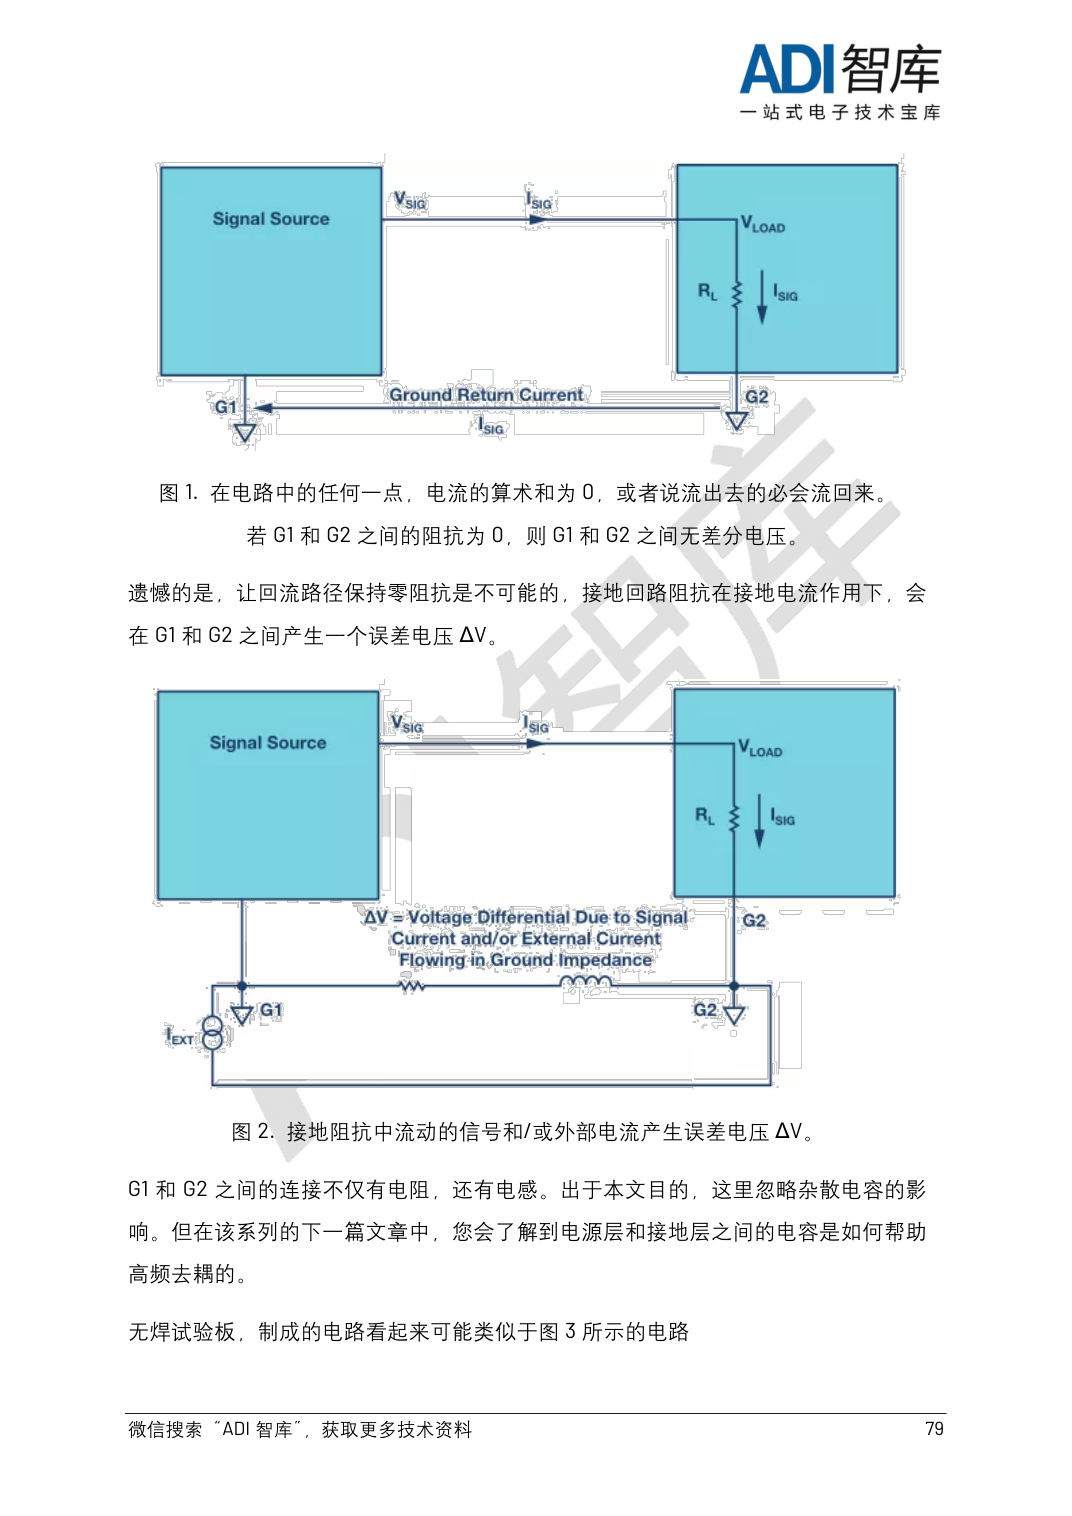 ADI智库
一站式电子技术宝库
VSIG
ISIG
Signal Source
VLOAD
RL
ISIG
Ground Return Current
G1
G2
ISIG
图 1. 在电路中的任何一点，电流的算术和为 0，或者说流出去的必会流回来。
若 G1 和 G2 之间的阻抗为 0，则 G1 和 G2 之间无差分电压。
遗憾的是，让回流路径保持零阻抗是不可能的，接地回路阻抗在接地电流作用下，会
在 G1 和 G2 之间产生一个误差电压 ΔV。
VSIG
ISIG
Signal Source
VLOAD
RL
ISIG
ΔV = Voltage Differential Due to Signal
Current and/or External Current
Flowing in Ground Impedance
G2
G1
G2
IEXT
图 2. 接地阻抗中流动的信号和/或外部电流产生误差电压 ΔV。
G1 和 G2 之间的连接不仅有电阻，还有电感。出于本文目的，这里忽略杂散电容的影
响。但在该系列的下一篇文章中，您会了解到电源层和接地层之间的电容是如何帮助
高频去耦的。
无焊试验板，制成的电路看起来可能类似于图 3 所示的电路
微信搜索“ADI 智库”，获取更多技术资料 79